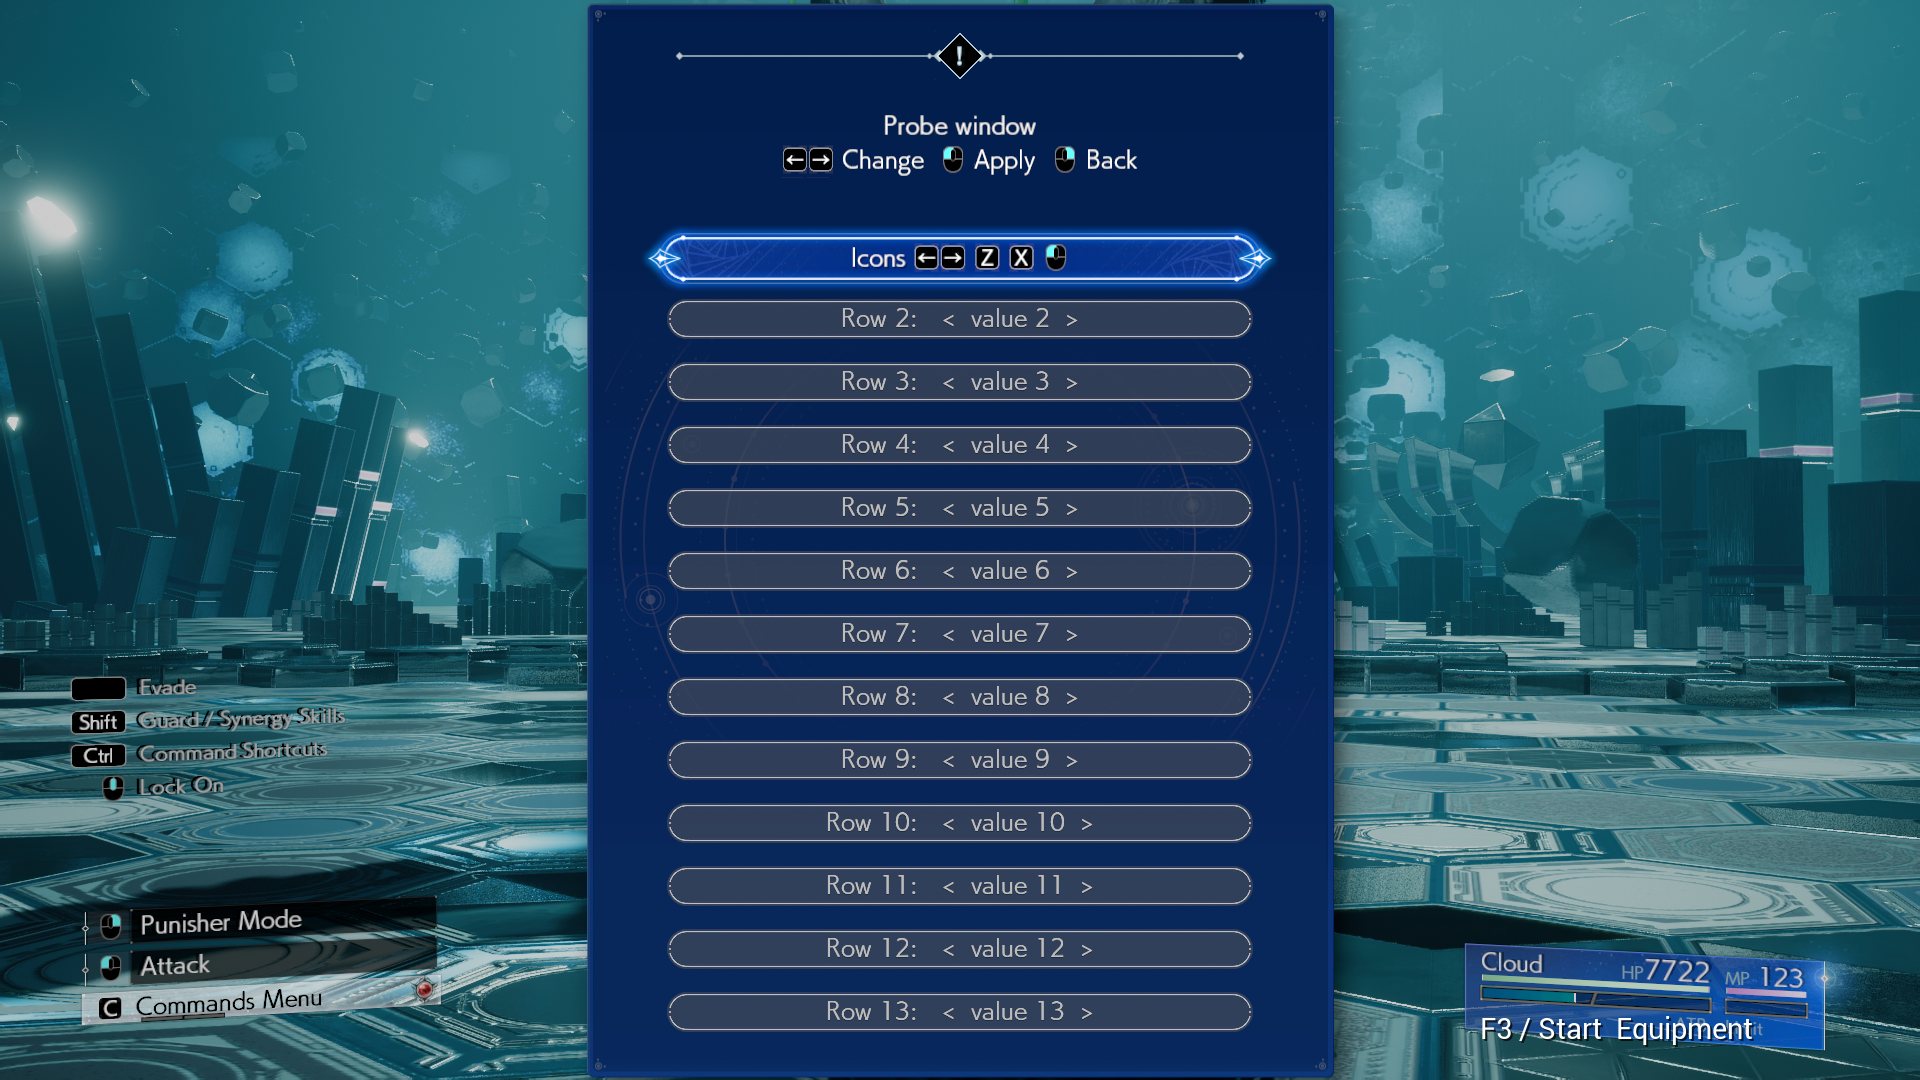 !
Probe window
←→ Change Apply Back
Icons ←→ Z X
Row 2: < value 2 >
Row 3: < value 3 >
Row 4: < value 4 >
Row 5: < value 5 >
Row 6: < value 6 >
Row 7: < value 7 >
Row 8: < value 8 >
Row 9: < value 9 >
Row 10: < value 10 >
Row 11: < value 11 >
Row 12: < value 12 >
Row 13: < value 13 >
Evade
Shift Guard / Synergy Skills
Ctrl Command Shortcuts
Lock On
Punisher Mode
Attack
C Commands Menu
Cloud HP 7722 MP 123
F3 / Start Equipment